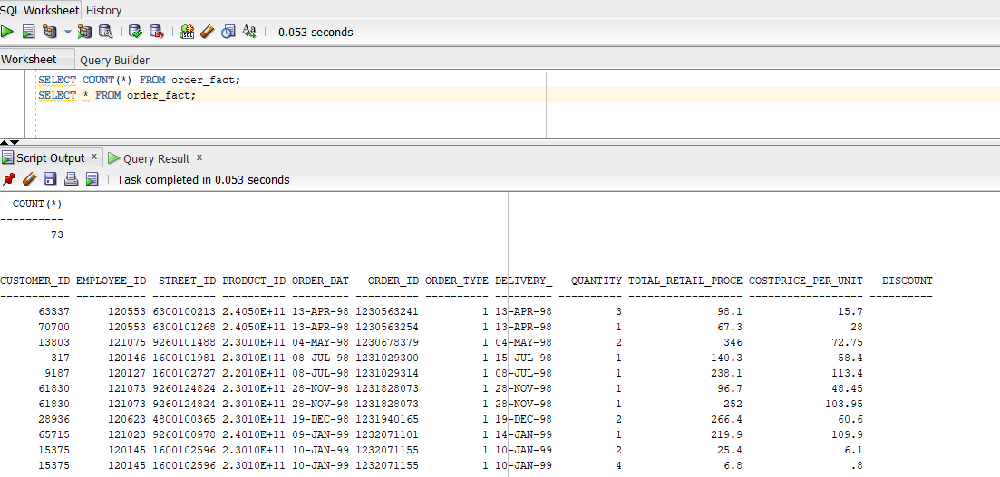 SQL Worksheet History
0.053 seconds
Worksheet Query Builder
SELECT COUNT(*) FROM order_fact;
SELECT * FROM order_fact;
Script Output x Query Result x
Task completed in 0.053 seconds
COUNT(*)
----------
73
CUSTOMER_ID EMPLOYEE_ID STREET_ID PRODUCT_ID ORDER_DAT ORDER_ID ORDER_TYPE DELIVERY_ QUANTITY TOTAL_RETAIL_PROCE COSTPRICE_PER_UNIT DISCOUNT
----------- ----------- ---------- ---------- --------- ---------- ---------- --------- ---------- ------------------ ------------------ ----------
63337 120553 6300100213 2.4050E+11 13-APR-98 1230563241 1 13-APR-98 3 98.1 15.7
70700 120553 6300101268 2.4050E+11 13-APR-98 1230563254 1 13-APR-98 1 67.3 28
13803 121075 9260101488 2.3010E+11 04-MAY-98 1230678379 1 04-MAY-98 2 346 72.75
317 120146 1600101981 2.3010E+11 08-JUL-98 1231029300 1 15-JUL-98 1 140.3 58.4
9187 120127 1600102727 2.2010E+11 08-JUL-98 1231029314 1 08-JUL-98 1 238.1 113.4
61830 121073 9260124824 2.3010E+11 28-NOV-98 1231828073 1 28-NOV-98 1 96.7 48.45
61830 121073 9260124824 2.3010E+11 28-NOV-98 1231828073 1 28-NOV-98 1 252 103.95
28936 120623 4800100365 2.3010E+11 19-DEC-98 1231940165 1 19-DEC-98 2 266.4 60.6
65715 121023 9260100978 2.4010E+11 09-JAN-99 1232071101 1 14-JAN-99 1 219.9 109.9
15375 120145 1600102596 2.3010E+11 10-JAN-99 1232071155 1 10-JAN-99 2 25.4 6.1
15375 120145 1600102596 2.3010E+11 10-JAN-99 1232071155 1 10-JAN-99 4 6.8 .8